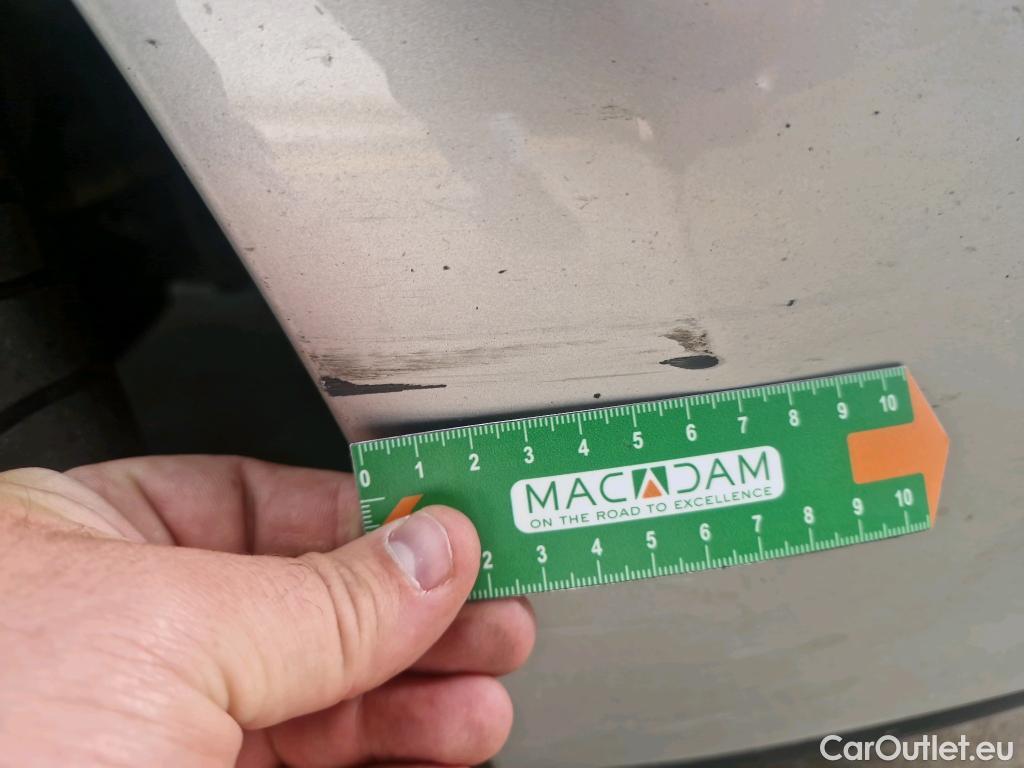 0 1 2 3 4 5 6 7 8 9 10
MACADAM
ON THE ROAD TO EXCELLENCE
2 3 4 5 6 7 8 9 10
CarOutlet.eu